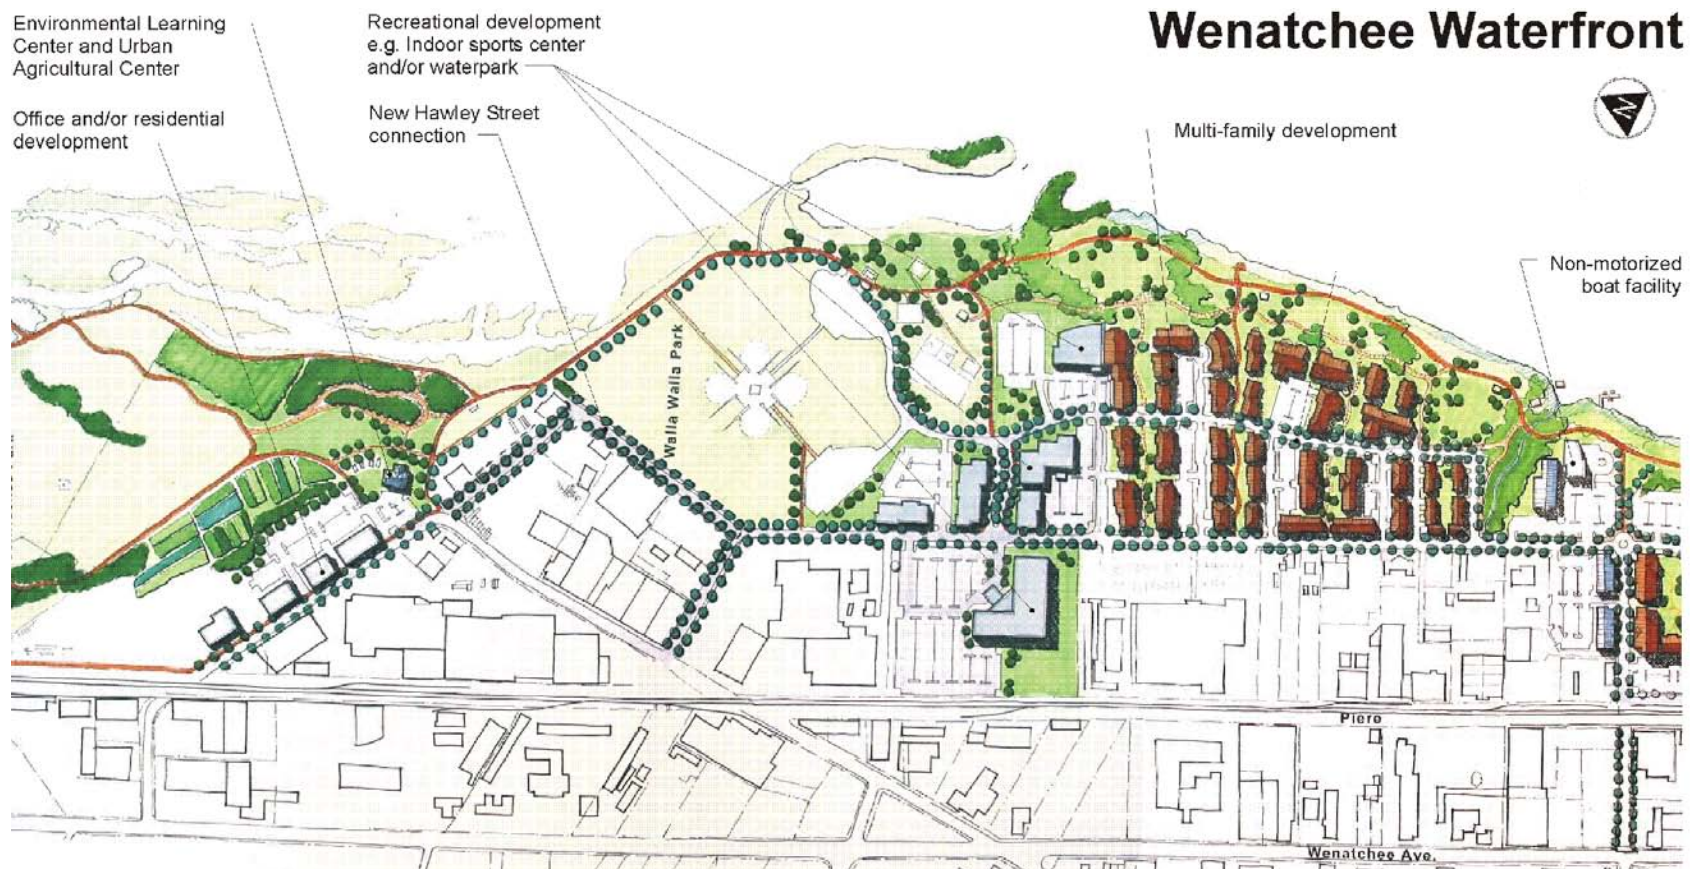 Wenatchee Waterfront
Environmental Learning
Center and Urban
Agricultural Center
Recreational development
e.g. Indoor sports center
and/or waterpark
Office and/or residential
development
New Hawley Street
connection
Multi-family development
N
Non-motorized
boat facility
Walla Walla Park
Piere
Wenatchee Ave.